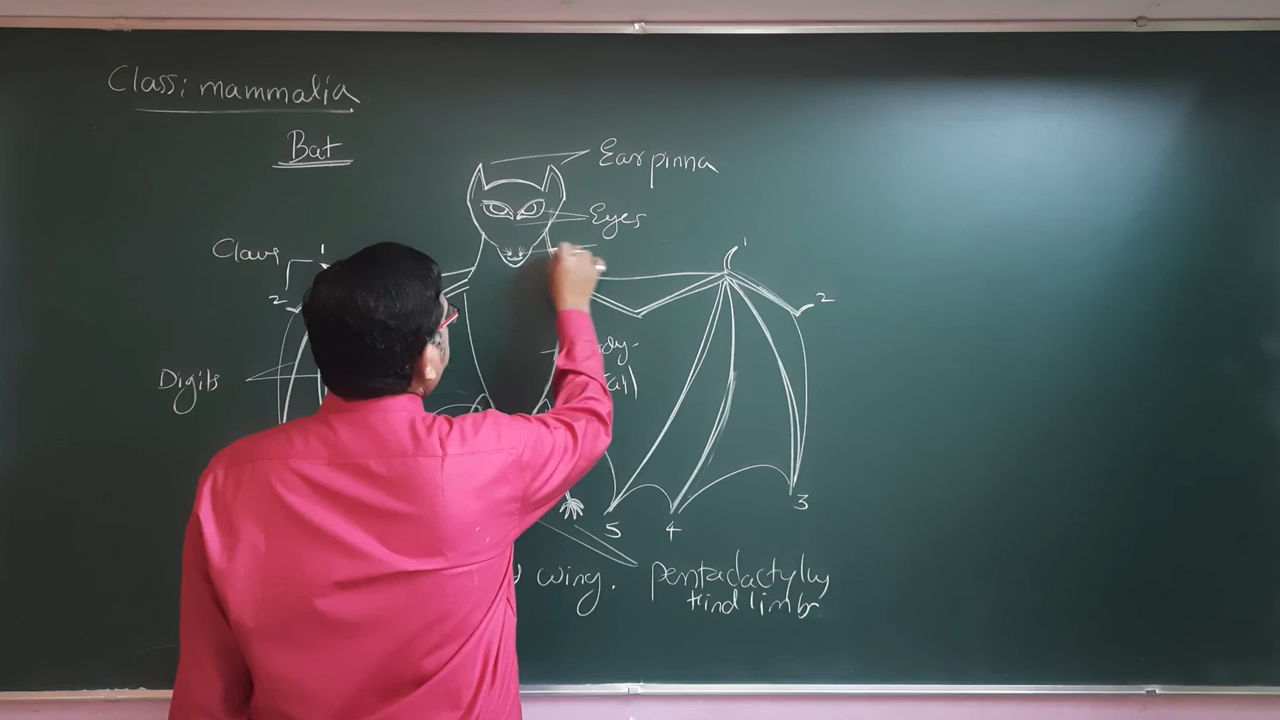 Class: mammalia
Bat
Ear pinna
Eyes
Claws
1
1
2
2
Digits
5
4
3
wing.
pentadactyly
Hind limbs